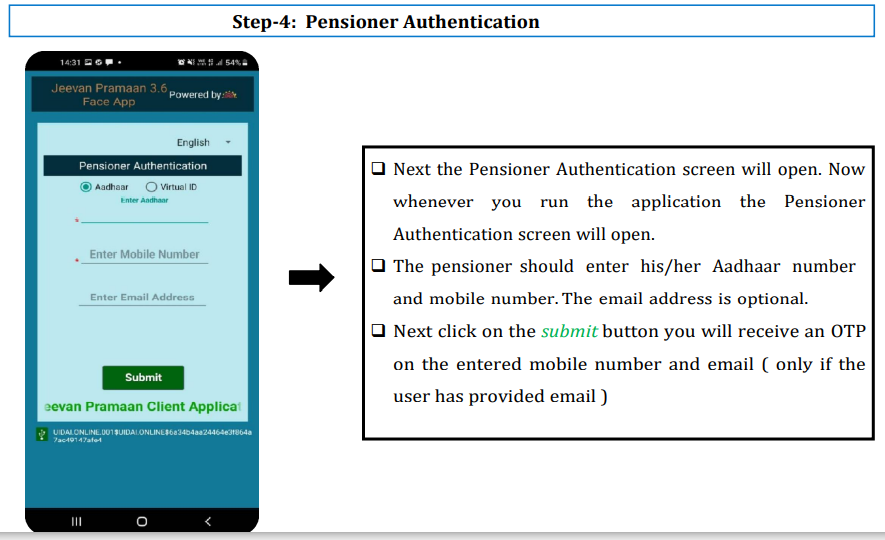 Step-4: Pensioner Authentication
14:31
54%
Jeevan Pramaan 3.6
Face App
Powered by:
English
Pensioner Authentication
Aadhaar
Virtual ID
Enter Aadhaar
*
* Enter Mobile Number
Enter Email Address
Submit
eevan Pramaan Client Applicat
Next the Pensioner Authentication screen will open. Now
whenever you run the application the Pensioner
Authentication screen will open.
The pensioner should enter his/her Aadhaar number
and mobile number. The email address is optional.
Next click on the submit button you will receive an OTP
on the entered mobile number and email ( only if the
user has provided email )